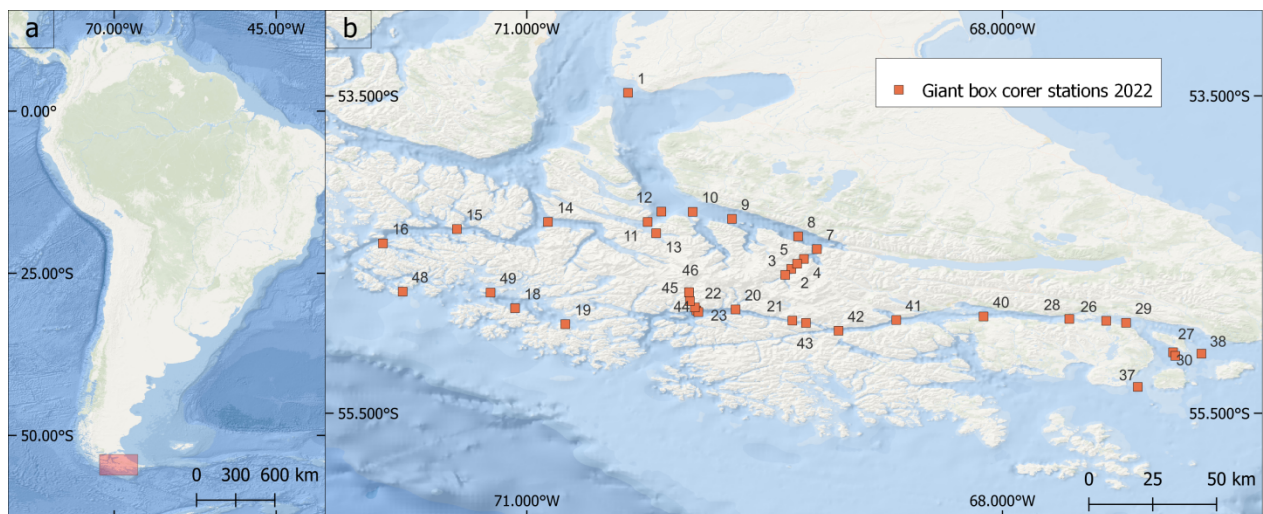 a
70.00°W
45.00°W
0.00°
25.00°S
50.00°S
0 300 600 km
b
71.000°W
68.000°W
53.500°S
53.500°S
Giant box corer stations 2022
1
12
10
9
14
8
15
11
7
16
13
5
3
4
2
46
48
49
45
22
18
44
20
40
28
26
29
19
23
21
41
42
43
27
38
30
37
55.500°S
55.500°S
0 25 50 km
71.000°W
68.000°W